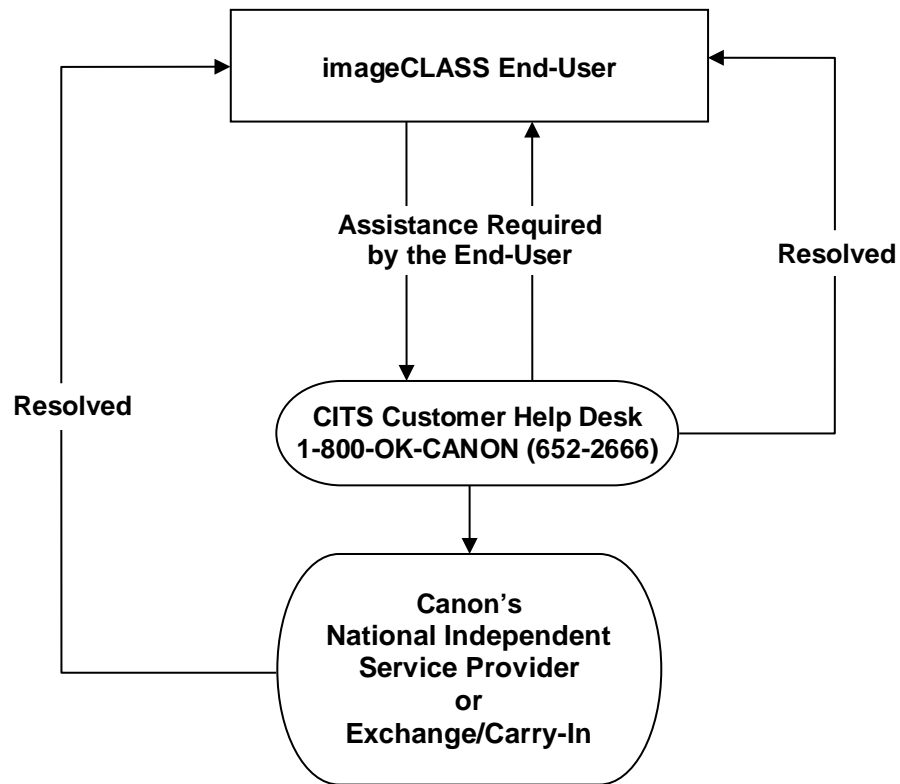 imageCLASS End-User
Assistance Required
by the End-User
Resolved
Resolved
CITS Customer Help Desk
1-800-OK-CANON (652-2666)
Canon’s
National Independent
Service Provider
or
Exchange/Carry-In